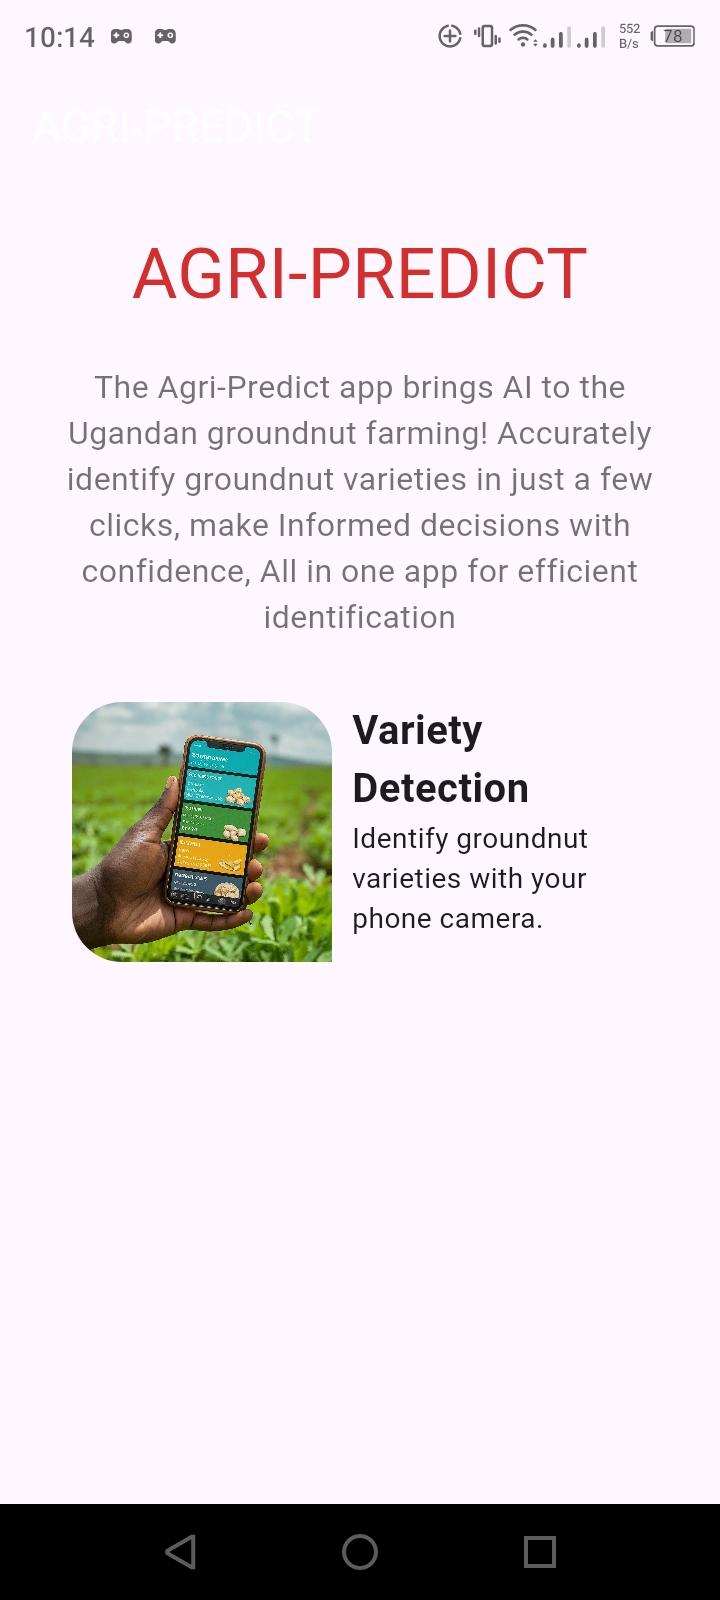 10:14
552
B/s
78
AGRI-PREDICT
AGRI-PREDICT
The Agri-Predict app brings AI to the
Ugandan groundnut farming! Accurately
identify groundnut varieties in just a few
clicks, make Informed decisions with
confidence, All in one app for efficient
identification
Variety
Detection
Identify groundnut
varieties with your
phone camera.